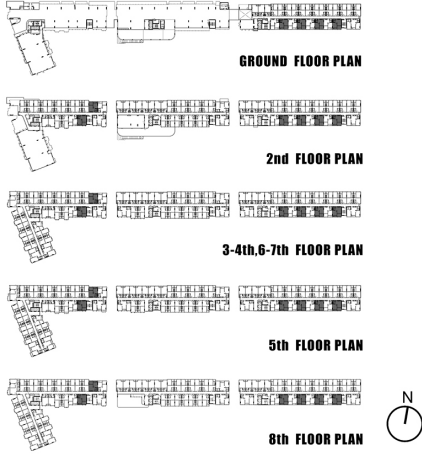 GROUND FLOOR PLAN
2nd FLOOR PLAN
3-4th,6-7th FLOOR PLAN
5th FLOOR PLAN
N
8th FLOOR PLAN